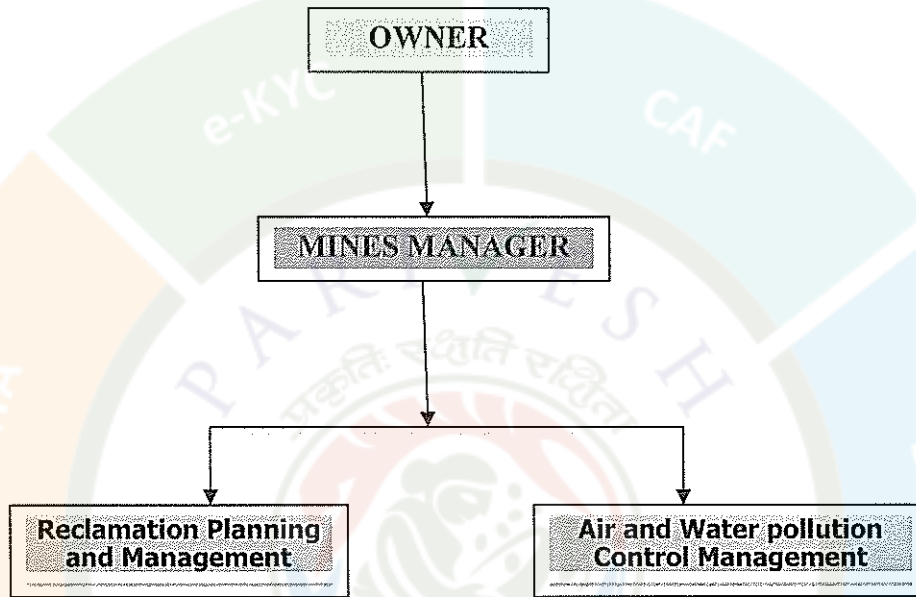 OWNER
e-KYC
CAF
MINES MANAGER
PARIVESH
Reclamation Planning
and Management
Air and Water pollution
Control Management